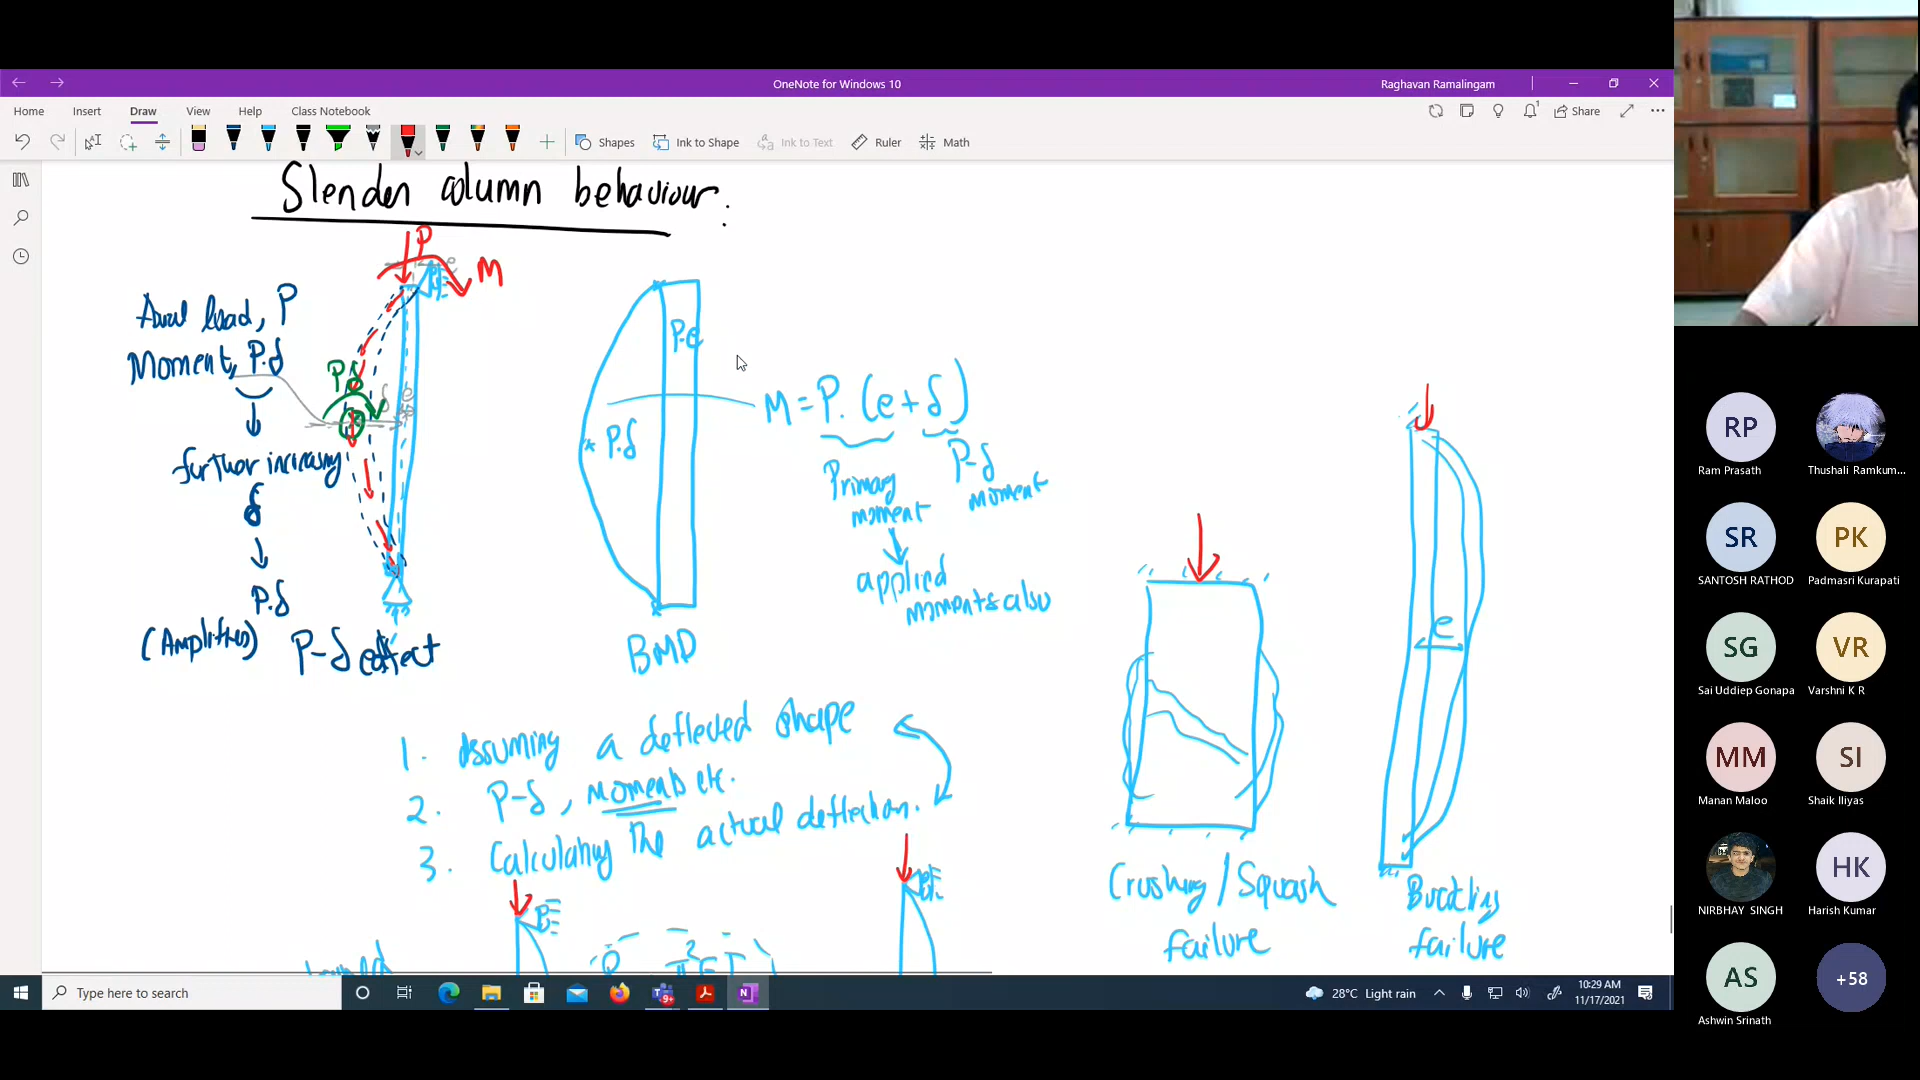 OneNote for Windows 10
Raghavan Ramalingam
Home Insert Draw View Help Class Notebook
Share
Shapes Ink to Shape Ink to Text Ruler Math
Slender column behaviour.
P
e
M
Axial load, P
Moment, P.δ
further increasing
δ
P.δ
(Amplifies)
P-δ effect
P.δ
P
δ
e
P.e
P.δ
BMD
M = P. (e + δ)
Primary
moment
P-δ
moment
applied
moments also
1. Assuming a deflected shape
2. P-δ, moments etc.
3. Calculating the actual deflection.
Crushing / Squash
failure
e
Buckling
failure
π²EI
Type here to search
28°C Light rain
10:29 AM
11/17/2021
RP
Ram Prasath
Thushali Ramkum...
SR
SANTOSH RATHOD
PK
Padmasri Kurapati
SG
Sai Uddiep Gonapa
VR
Varshni K R
MM
Manan Maloo
SI
Shaik Iliyas
NIRBHAY SINGH
HK
Harish Kumar
AS
Ashwin Srinath
+58